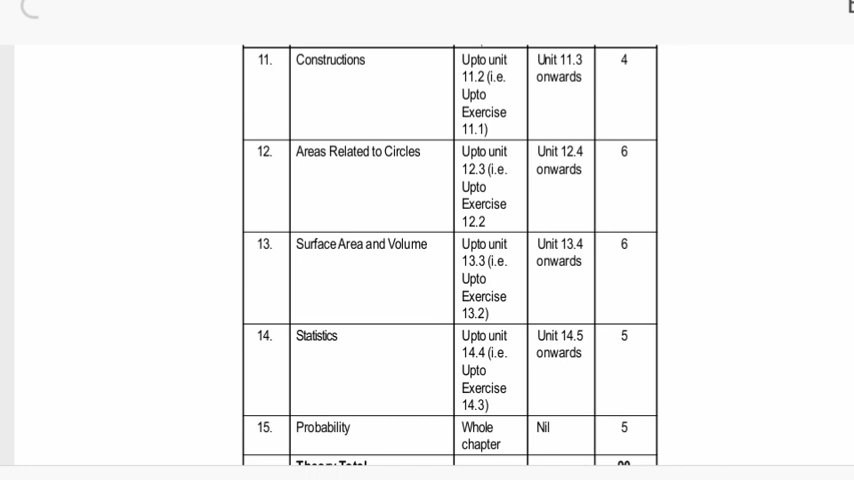 11. Constructions Upto unit Unit 11.3 4
11.2 (i.e. onwards
Upto
Exercise
11.1)
12. Areas Related to Circles Upto unit Unit 12.4 6
12.3 (i.e. onwards
Upto
Exercise
12.2
13. Surface Area and Volume Upto unit Unit 13.4 6
13.3 (i.e. onwards
Upto
Exercise
13.2)
14. Statistics Upto unit Unit 14.5 5
14.4 (i.e. onwards
Upto
Exercise
14.3)
15. Probability Whole Nil 5
chapter
Theory Total